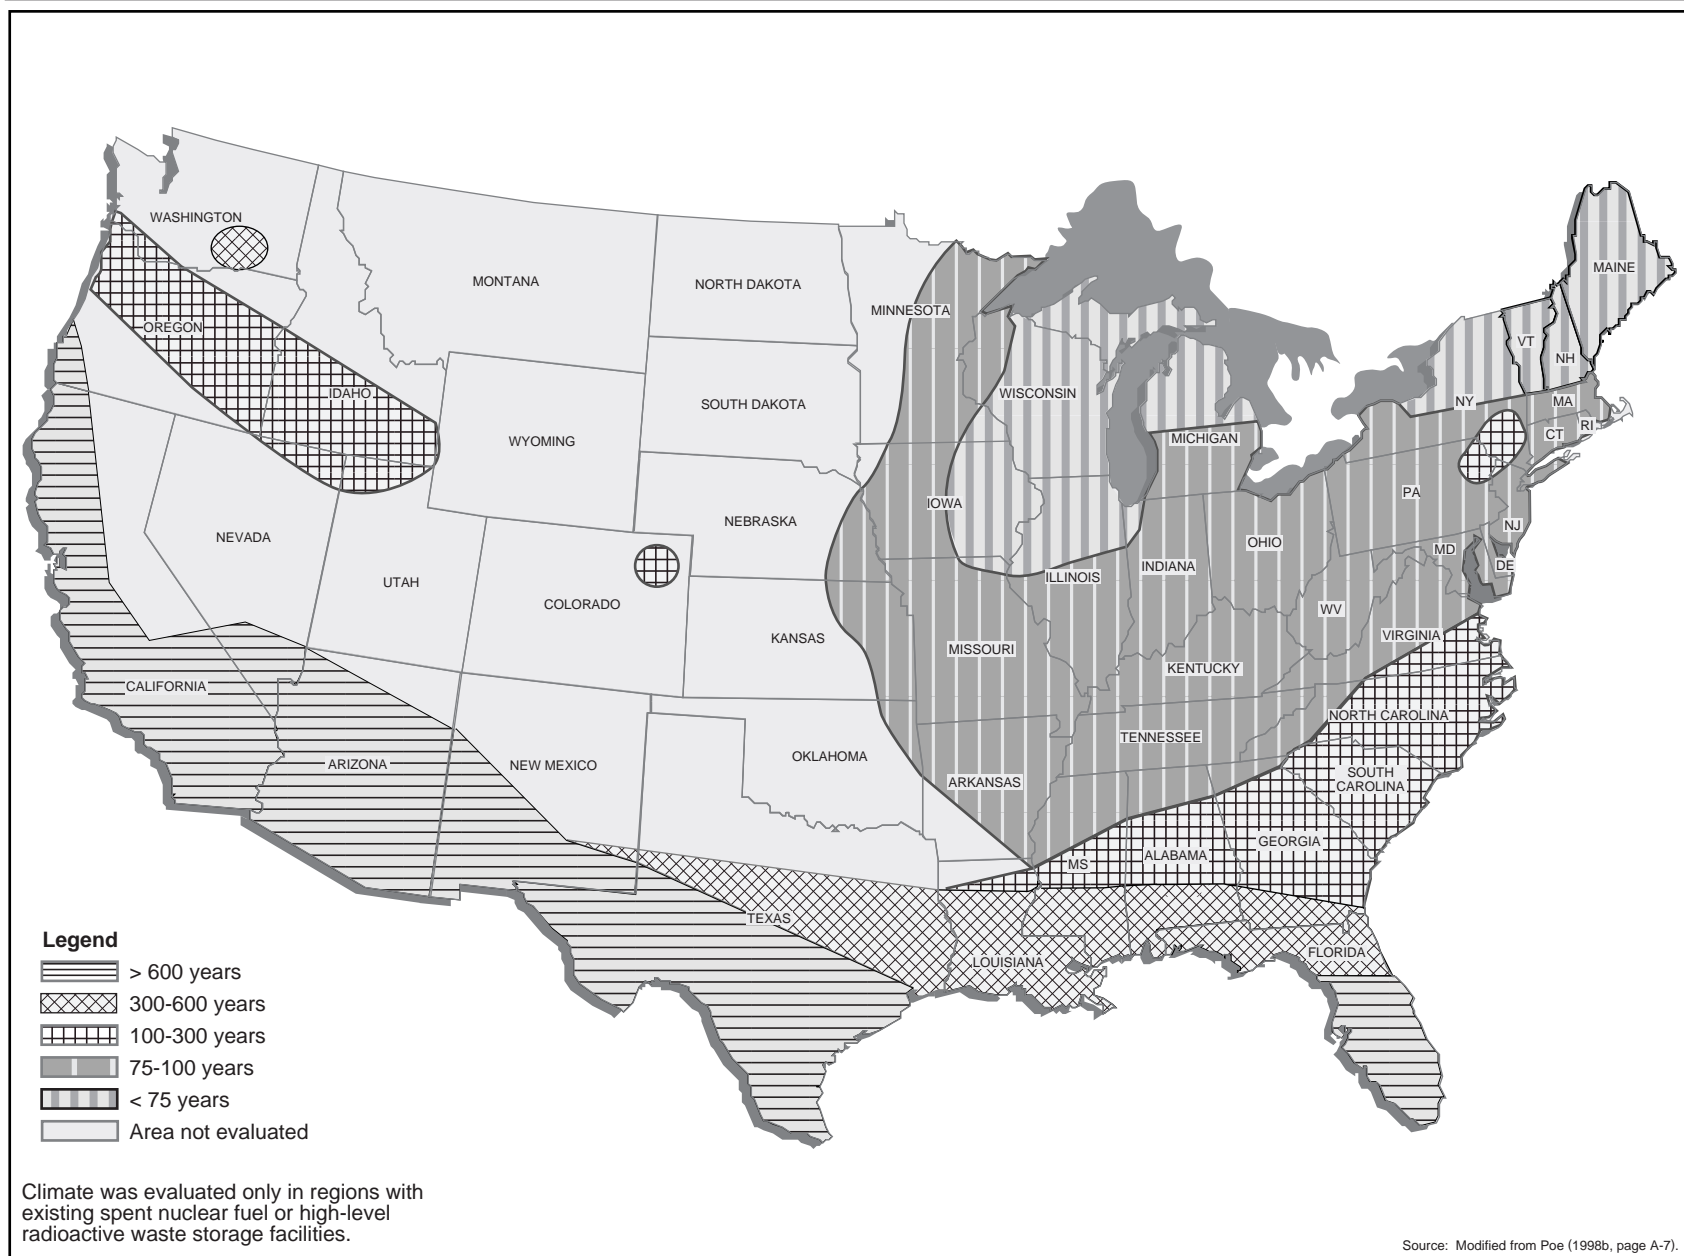 WASHINGTON
MAINE
MONTANA
NORTH DAKOTA
MINNESOTA
OREGON
VT
NH
IDAHO
WISCONSIN
SOUTH DAKOTA
NY
MA
RI
CT
WYOMING
MICHIGAN
IOWA
PA
NEBRASKA
NJ
NEVADA
OHIO
MD
DE
INDIANA
ILLINOIS
UTAH
COLORADO
WV
KANSAS
VIRGINIA
MISSOURI
KENTUCKY
CALIFORNIA
NORTH CAROLINA
TENNESSEE
OKLAHOMA
ARIZONA
NEW MEXICO
SOUTH
CAROLINA
ARKANSAS
GEORGIA
ALABAMA
MS
TEXAS
FLORIDA
LOUISIANA
Legend
> 600 years
300-600 years
100-300 years
75-100 years
< 75 years
Area not evaluated
Climate was evaluated only in regions with
existing spent nuclear fuel or high-level
radioactive waste storage facilities.
Source: Modified from Poe (1998b, page A-7).